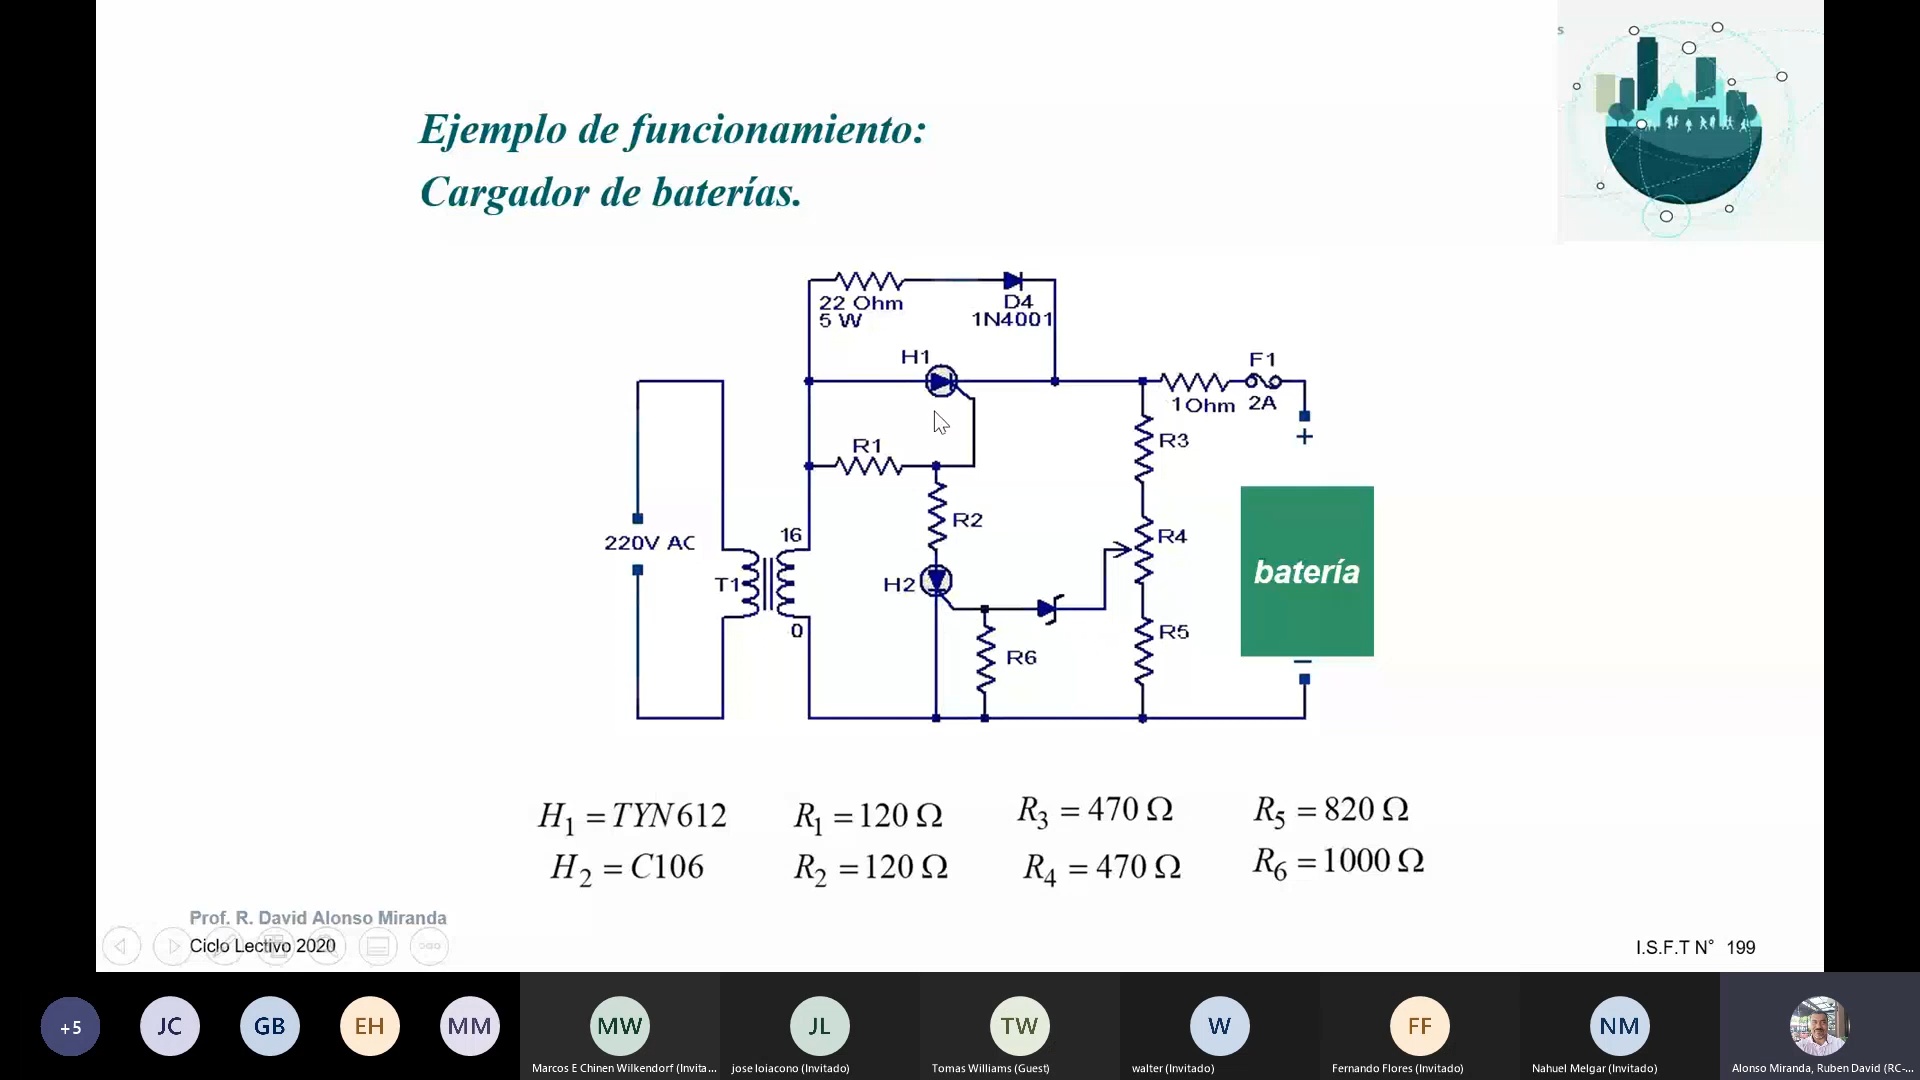 s
Ejemplo de funcionamiento:
Cargador de baterías.
22 Ohm
5 W
D4
1N4001
H1
F1
1 Ohm
2A
+
R1
R3
R2
R4
220V AC
16
T1
H2
batería
0
R6
R5
−
H₁ = TYN612
R₁ = 120 Ω
R₃ = 470 Ω
R₅ = 820 Ω
H₂ = C106
R₂ = 120 Ω
R₄ = 470 Ω
R₆ = 1000 Ω
Prof. R. David Alonso Miranda
Ciclo Lectivo 2020
I.S.F.T N° 199
+5
JC
GB
EH
MM
MW
JL
TW
W
FF
NM
Marcos E Chinen Wilkendorf (Invita...
jose loiacono (Invitado)
Tomas Williams (Guest)
walter (Invitado)
Fernando Flores (Invitado)
Nahuel Melgar (Invitado)
Alonso Miranda, Ruben David (RC-...